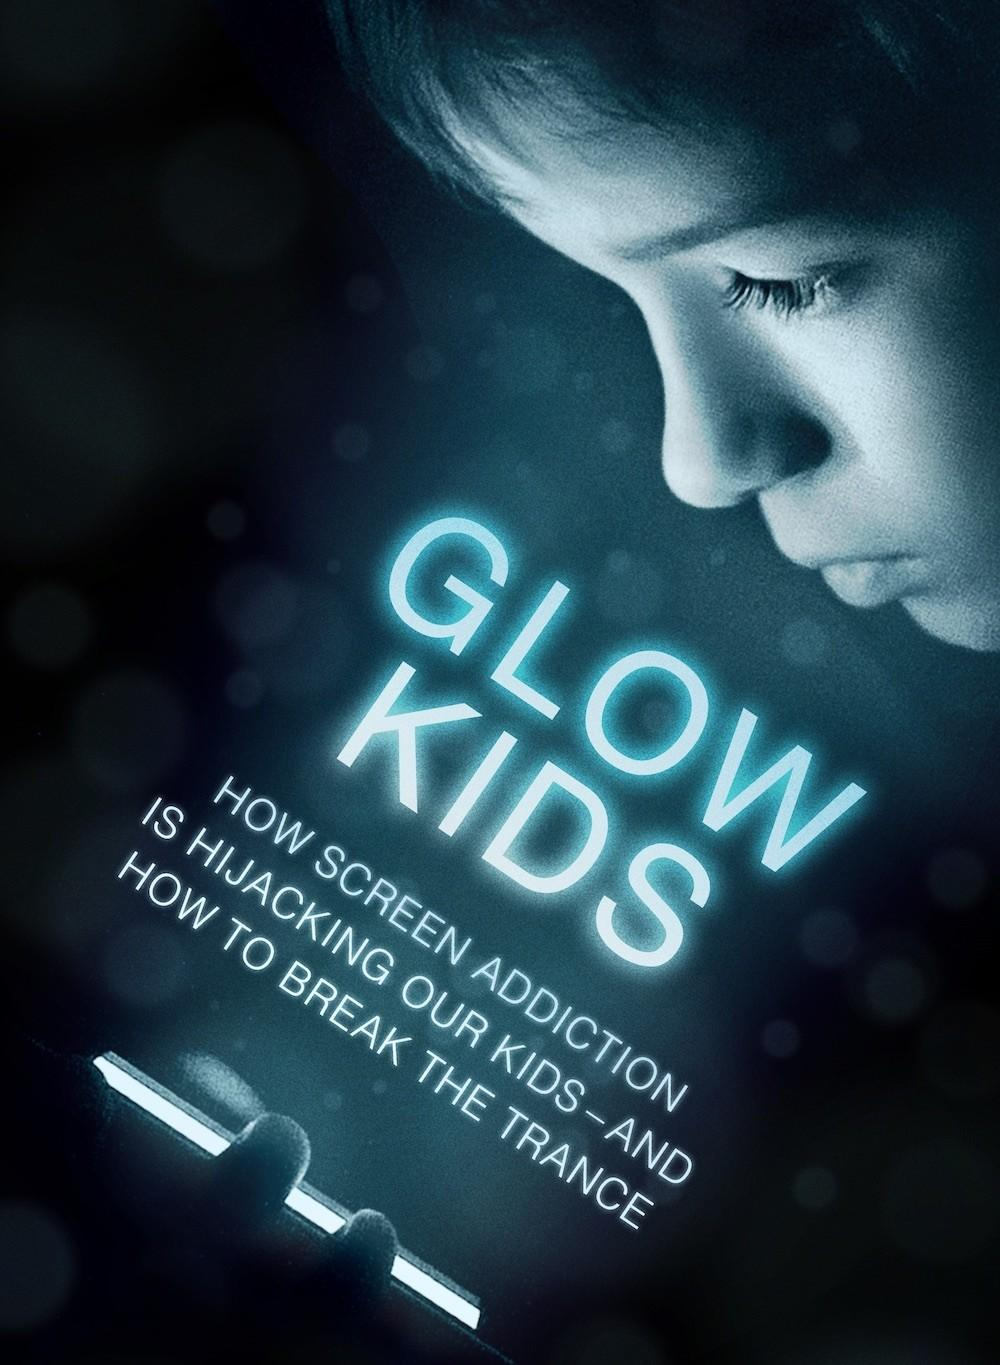 GLOW
KIDS
HOW SCREEN ADDICTION
IS HIJACKING OUR KIDS–AND
HOW TO BREAK THE TRANCE